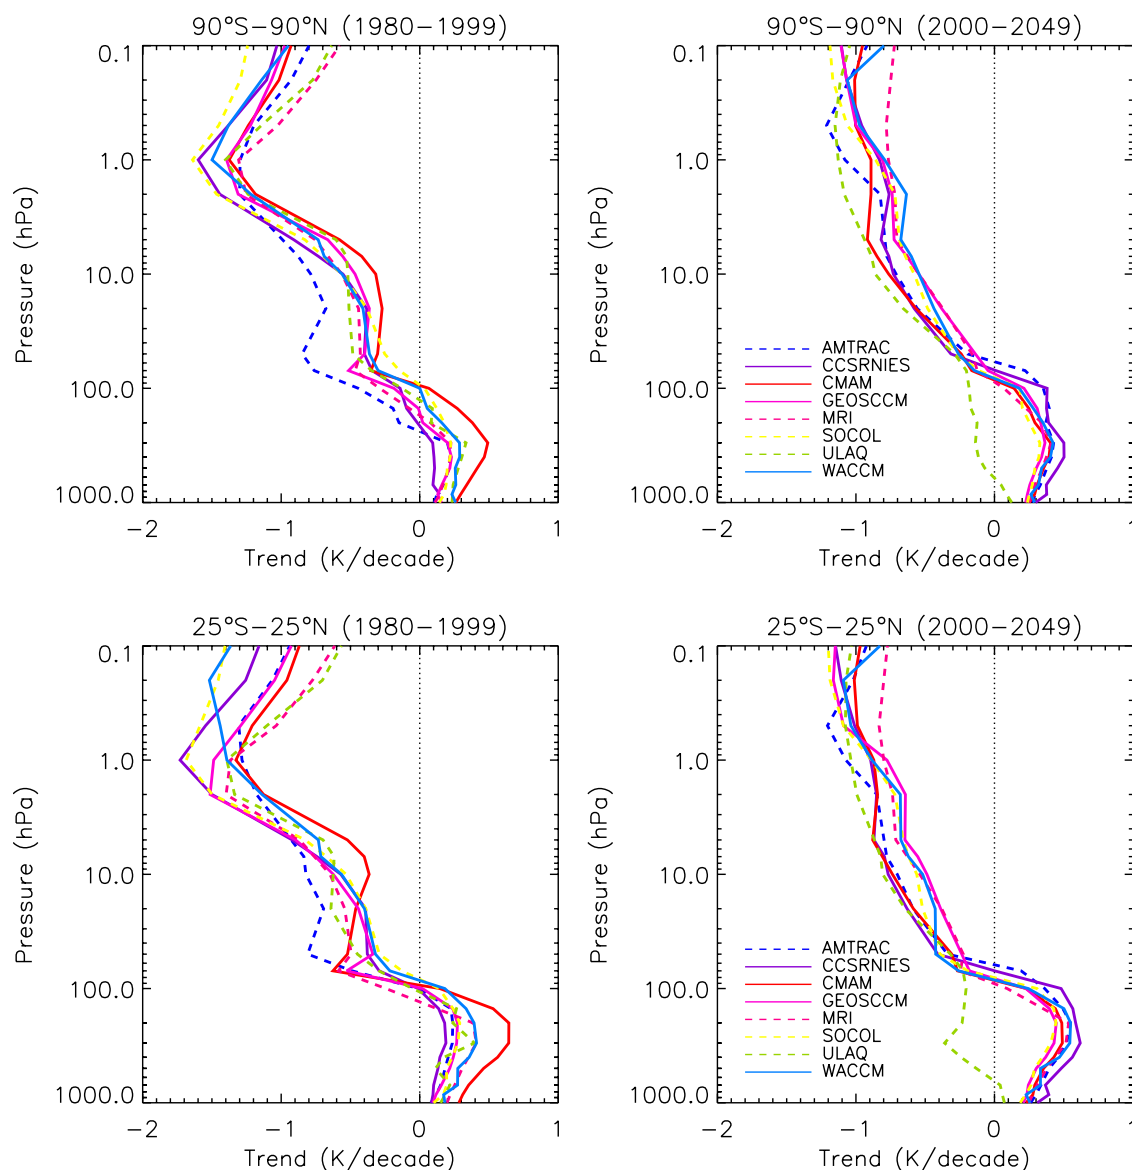 90°S−90°N (1980−1999)
0.1
1.0
10.0
100.0
1000.0
Pressure (hPa)
−2 −1 0 1
Trend (K/decade)
90°S−90°N (2000−2049)
0.1
1.0
10.0
100.0
1000.0
Pressure (hPa)
AMTRAC
CCSRNIES
CMAM
GEOSCCM
MRI
SOCOL
ULAQ
WACCM
−2 −1 0 1
Trend (K/decade)
25°S−25°N (1980−1999)
0.1
1.0
10.0
100.0
1000.0
Pressure (hPa)
−2 −1 0 1
Trend (K/decade)
25°S−25°N (2000−2049)
0.1
1.0
10.0
100.0
1000.0
Pressure (hPa)
AMTRAC
CCSRNIES
CMAM
GEOSCCM
MRI
SOCOL
ULAQ
WACCM
−2 −1 0 1
Trend (K/decade)